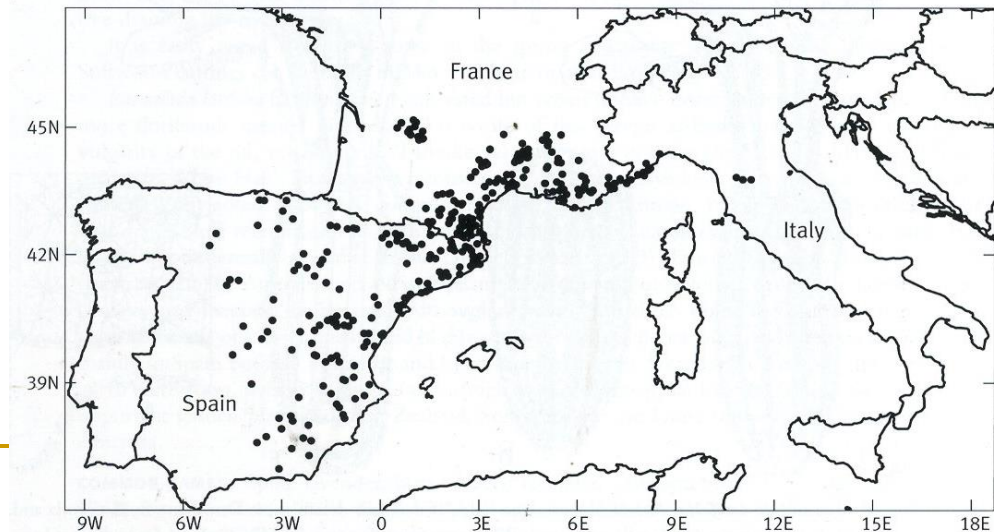 France
45N
Italy
42N
39N
Spain
9W 6W 3W 0 3E 6E 9E 12E 15E 18E